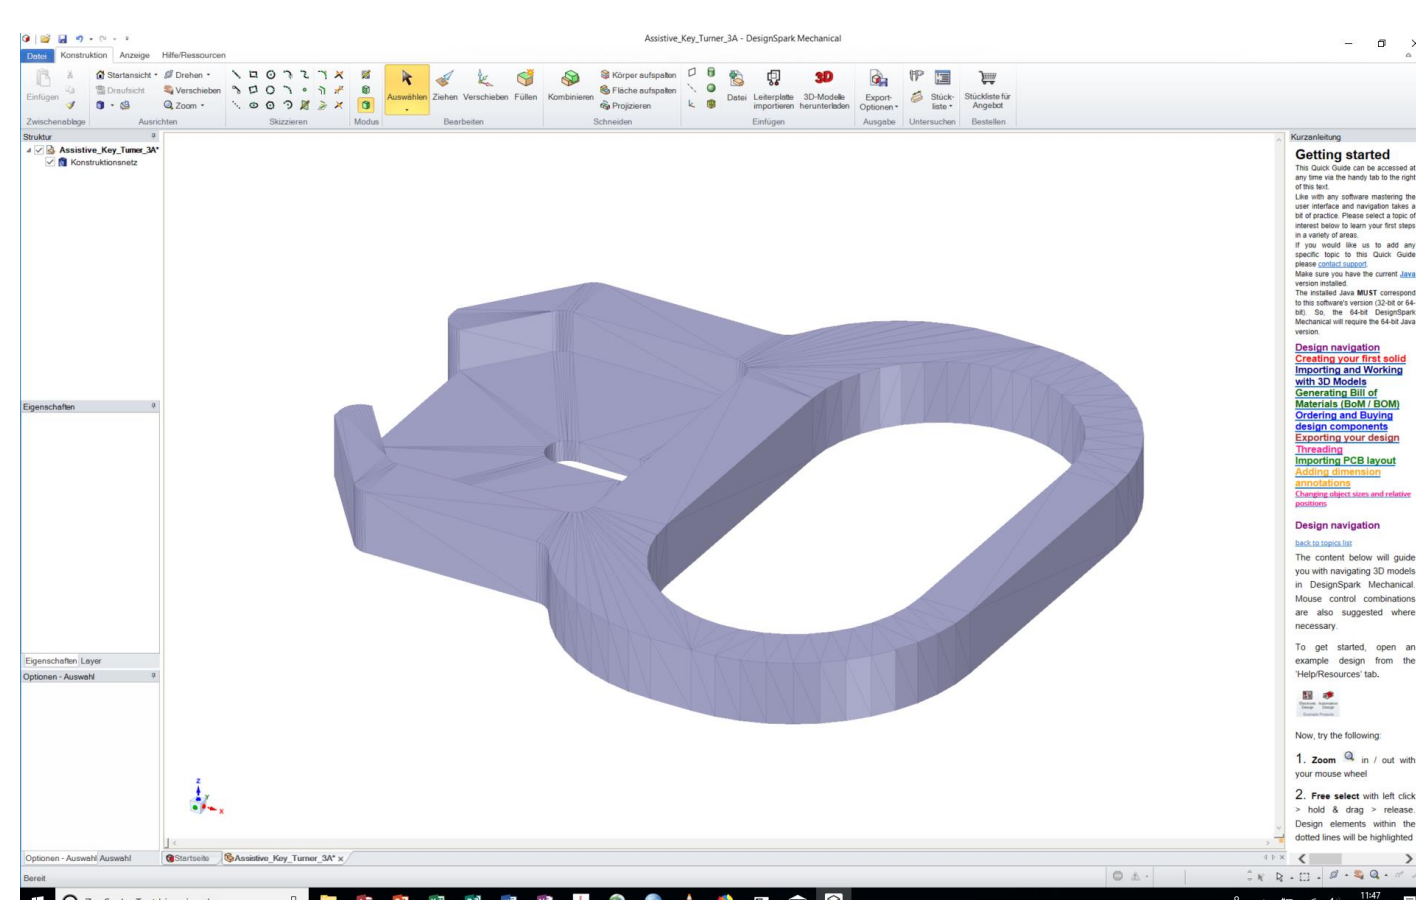 Assistive_Key_Turner_3A - DesignSpark Mechanical
Datei Konstruktion Anzeige Hilfe/Ressourcen
Einfügen
Startansicht
Draufsicht
Drehen
Verschieben
Zoom
Auswählen Ziehen Verschieben Füllen
Kombinieren
Körper aufspalten
Fläche aufspalten
Projizieren
Datei
Leiterplatte importieren
3D
3D-Modelle herunterladen
Export-Optionen
Stück-liste
Stückliste für Angebot
Zwischenablage Ausrichten Skizzieren Modus Bearbeiten Schneiden Einfügen Ausgabe Untersuchen Bestellen
Struktur
Assistive_Key_Turner_3A*
Konstruktionsnetz
Eigenschaften
Eigenschaften Layer
Optionen - Auswahl
z
y
x
Optionen - Auswahl Auswahl
Startseite Assistive_Key_Turner_3A* x
Bereit
Kurzanleitung
Getting started
This Quick Guide can be accessed at
any time via the handy tab to the right
of this text.
Like with any software mastering the
user interface and navigation takes a
bit of practice. Please select a topic of
interest below to learn your first steps
in a variety of areas.
If you would like us to add any
specific topic to this Quick Guide
please contact support.
Make sure you have the current Java
version installed.
The installed Java MUST correspond
to this software's version (32-bit or 64-
bit). So, the 64-bit DesignSpark
Mechanical will require the 64-bit Java
version.
Design navigation
Creating your first solid
Importing and Working
with 3D Models
Generating Bill of
Materials (BoM / BOM)
Ordering and Buying
design components
Exporting your design
Threading
Importing PCB layout
Adding dimension
annotations
Changing object sizes and relative
positions
Design navigation
back to topics list
The content below will guide
you with navigating 3D models
in DesignSpark Mechanical.
Mouse control combinations
are also suggested where
necessary.
To get started, open an
example design from the
'Help/Resources' tab.
Now, try the following:
1. Zoom in / out with
your mouse wheel
2. Free select with left click
> hold & drag > release.
Design elements within the
dotted lines will be highlighted
11:47